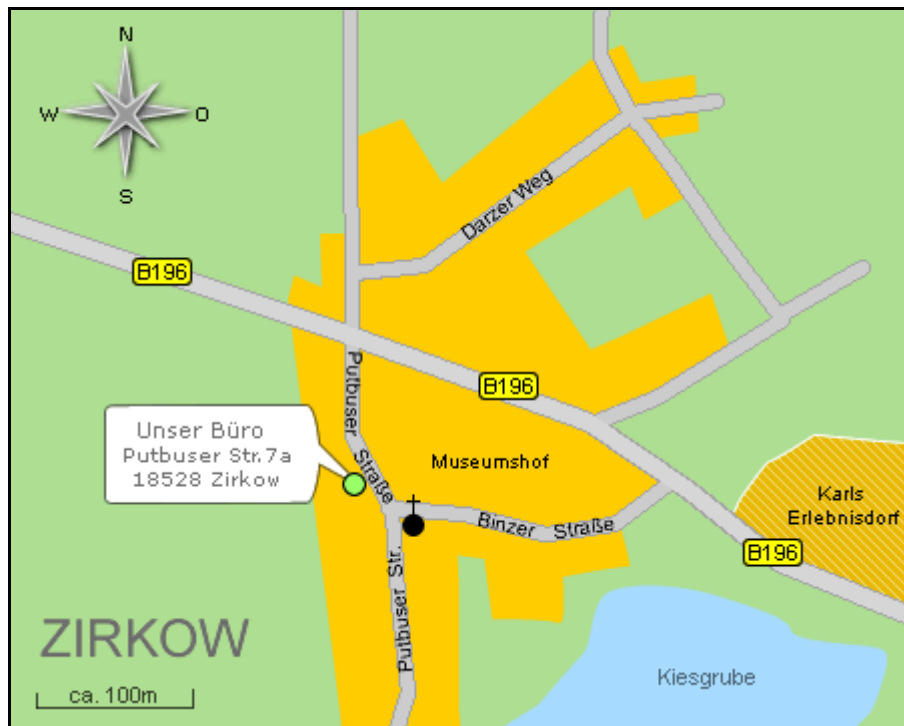 N
W
O
S
Darzer Weg
B196
B196
Putbuser Straße
Unser Büro
Putbuser Str.7a
18528 Zirkow
Museumshof
Karls
Erlebnisdorf
Binzer Straße
B196
Putbuser Str.
ZIRKOW
Kiesgrube
ca. 100m